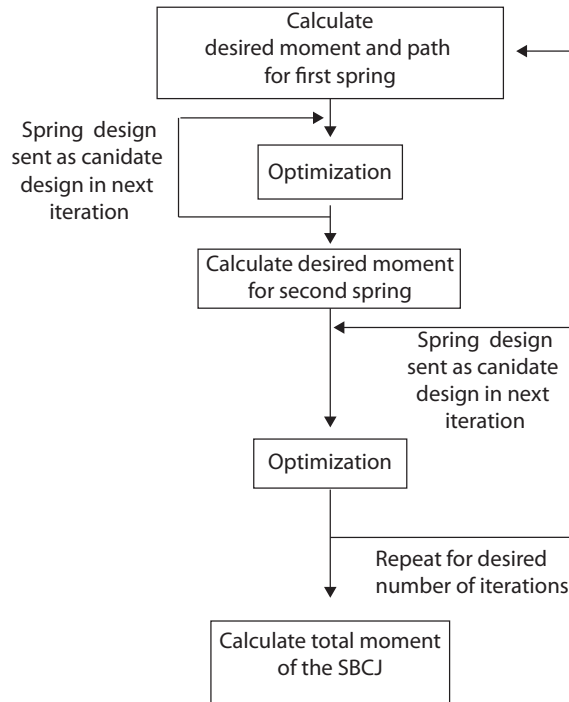 Calculate
desired moment and path
for first spring
Spring design
sent as canidate
design in next
iteration
Optimization
Calculate desired moment
for second spring
Spring design
sent as canidate
design in next
iteration
Optimization
Repeat for desired
number of iterations
Calculate total moment
of the SBCJ